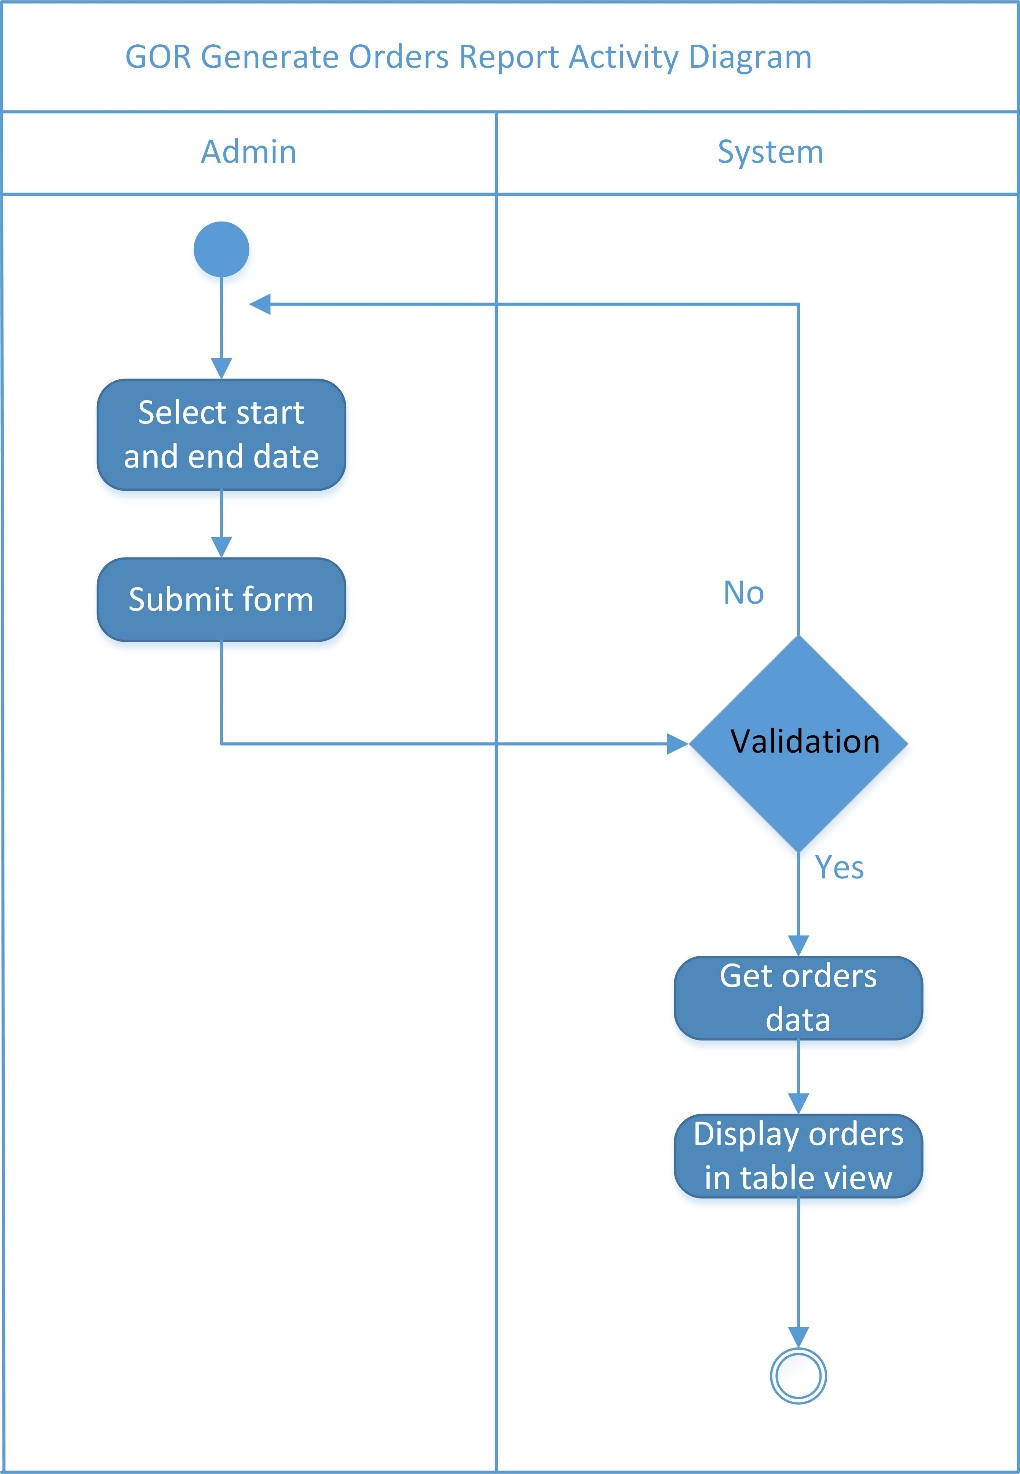 GOR Generate Orders Report Activity Diagram
Admin
System
Select start
and end date
Submit form
No
Validation
Yes
Get orders
data
Display orders
in table view